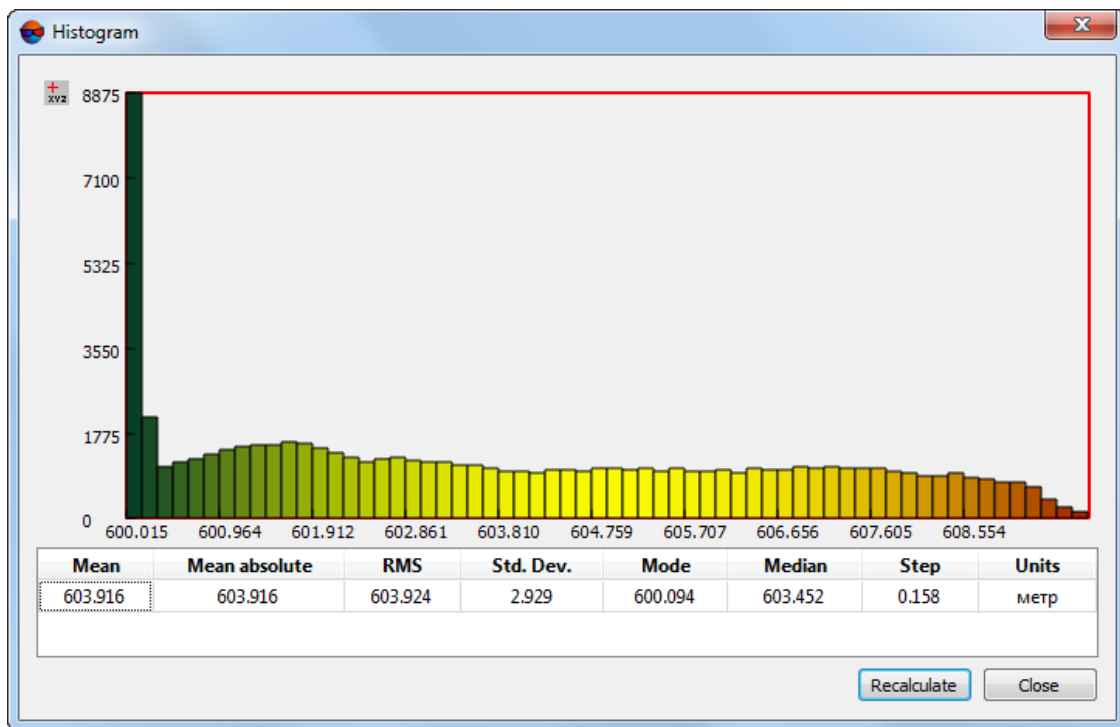 Histogram
X
+
XYZ
8875
7100
5325
3550
1775
0
600.015 600.964 601.912 602.861 603.810 604.759 605.707 606.656 607.605 608.554
Mean Mean absolute RMS Std. Dev. Mode Median Step Units
603.916 603.916 603.924 2.929 600.094 603.452 0.158 метр
Recalculate Close